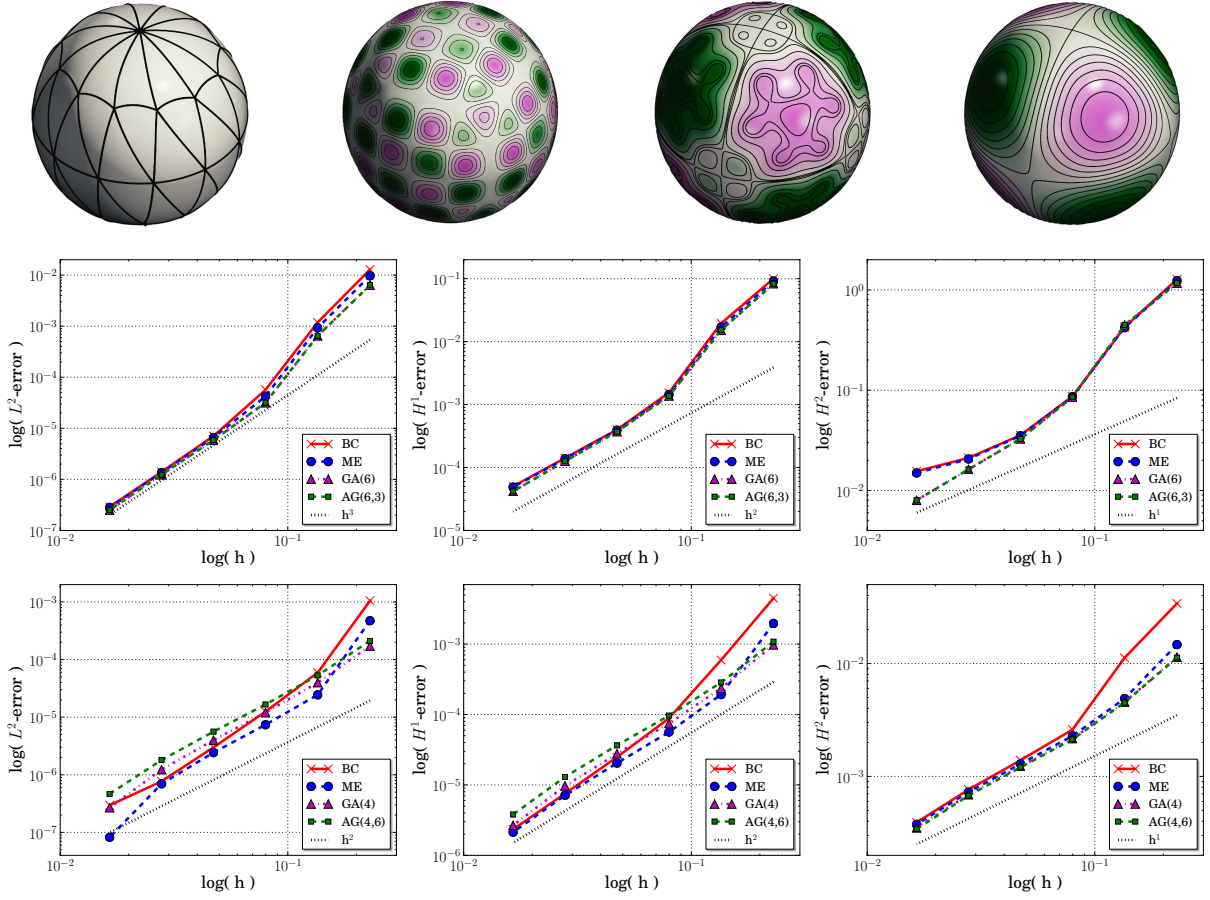 10⁻²
10⁻³
10⁻⁴
10⁻⁵
10⁻⁶
10⁻⁷
log( L²-error)
BC
ME
GA(6)
AG(6,3)
h³
10⁻²
10⁻¹
log( h )
10⁻¹
10⁻²
10⁻³
10⁻⁴
10⁻⁵
log( H¹-error)
BC
ME
GA(6)
AG(6,3)
h²
10⁻²
10⁻¹
log( h )
10⁰
10⁻¹
10⁻²
log( H²-error)
BC
ME
GA(6)
AG(6,3)
h¹
10⁻²
10⁻¹
log( h )
10⁻³
10⁻⁴
10⁻⁵
10⁻⁶
10⁻⁷
log( L²-error)
BC
ME
GA(4)
AG(4,6)
h²
10⁻²
10⁻¹
log( h )
10⁻³
10⁻⁴
10⁻⁵
10⁻⁶
log( H¹-error)
BC
ME
GA(4)
AG(4,6)
h²
10⁻²
10⁻¹
log( h )
10⁻²
10⁻³
log( H²-error)
BC
ME
GA(4)
AG(4,6)
h¹
10⁻²
10⁻¹
log( h )